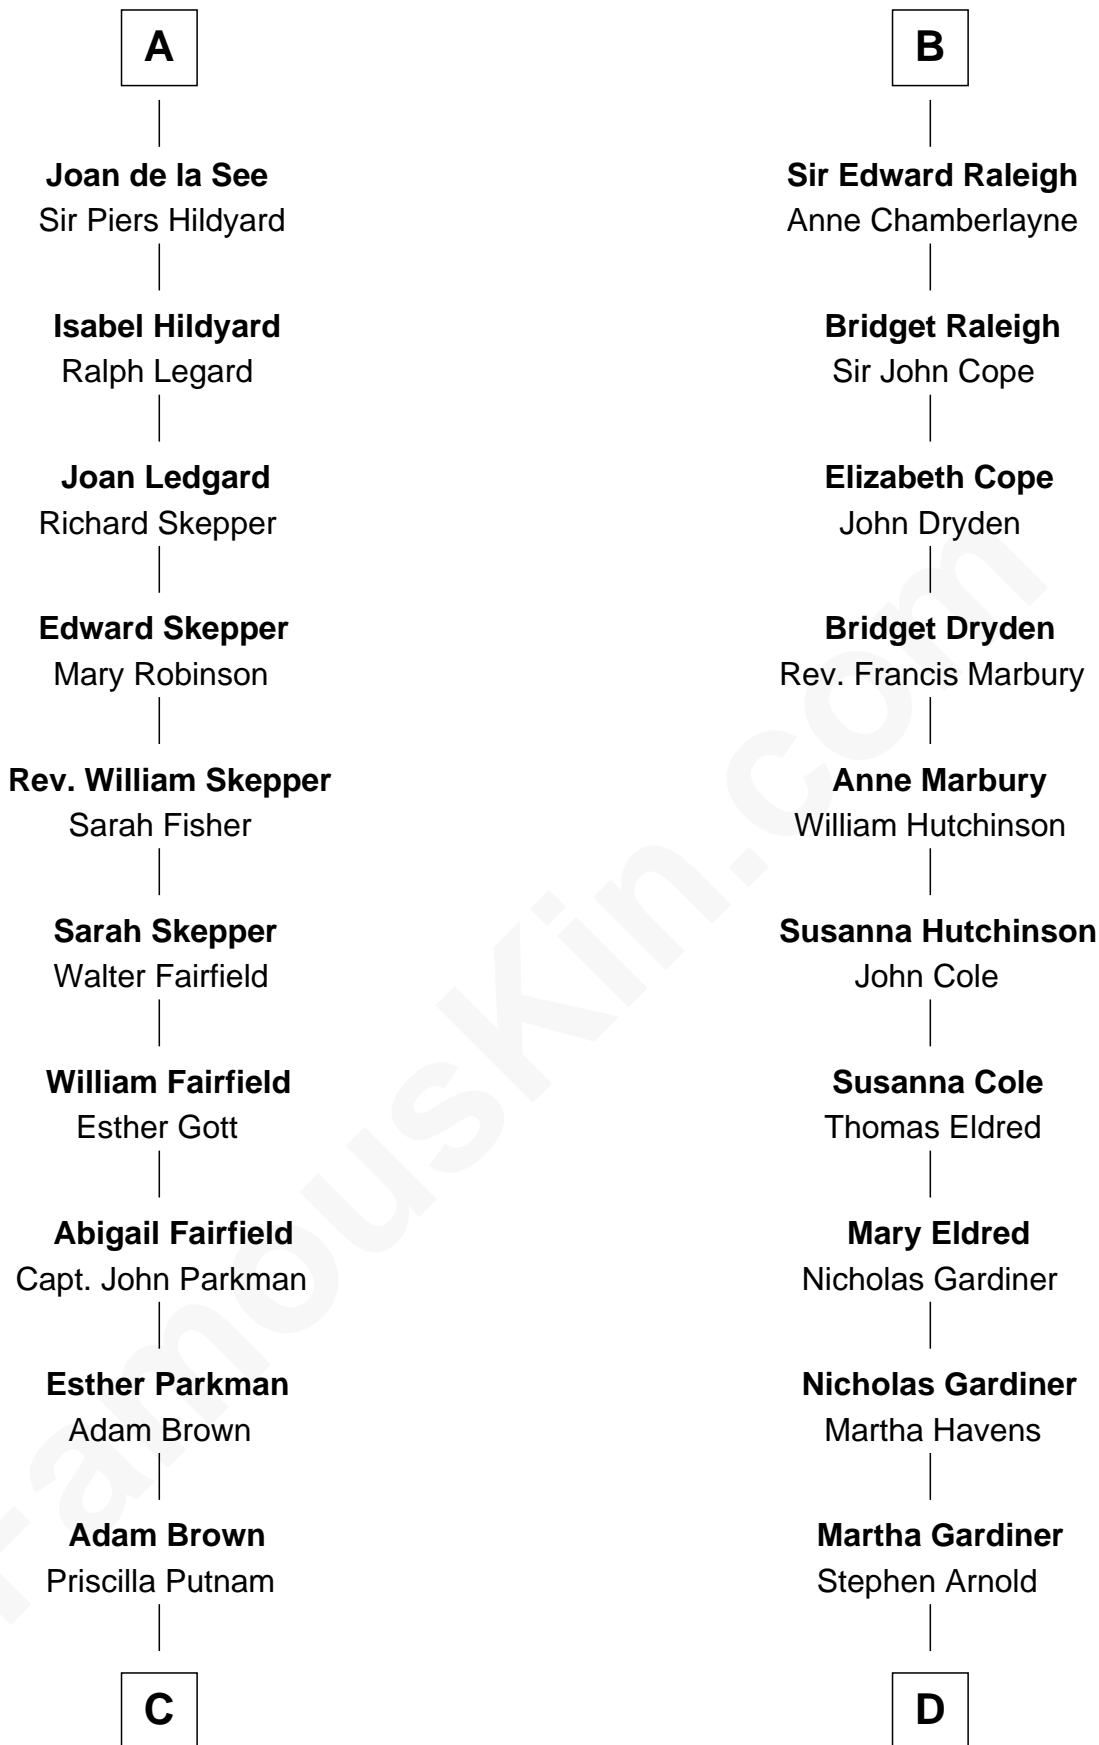 A
Joan de la See
Sir Piers Hildyard
Isabel Hildyard
Ralph Legard
Joan Ledgard
Richard Skepper
Edward Skepper
Mary Robinson
Rev. William Skepper
Sarah Fisher
Sarah Skepper
Walter Fairfield
William Fairfield
Esther Gott
Abigail Fairfield
Capt. John Parkman
Esther Parkman
Adam Brown
Adam Brown
Priscilla Putnam
C
B
Sir Edward Raleigh
Anne Chamberlayne
Bridget Raleigh
Sir John Cope
Elizabeth Cope
John Dryden
Bridget Dryden
Rev. Francis Marbury
Anne Marbury
William Hutchinson
Susanna Hutchinson
John Cole
Susanna Cole
Thomas Eldred
Mary Eldred
Nicholas Gardiner
Nicholas Gardiner
Martha Havens
Martha Gardiner
Stephen Arnold
D
FamousKin.com